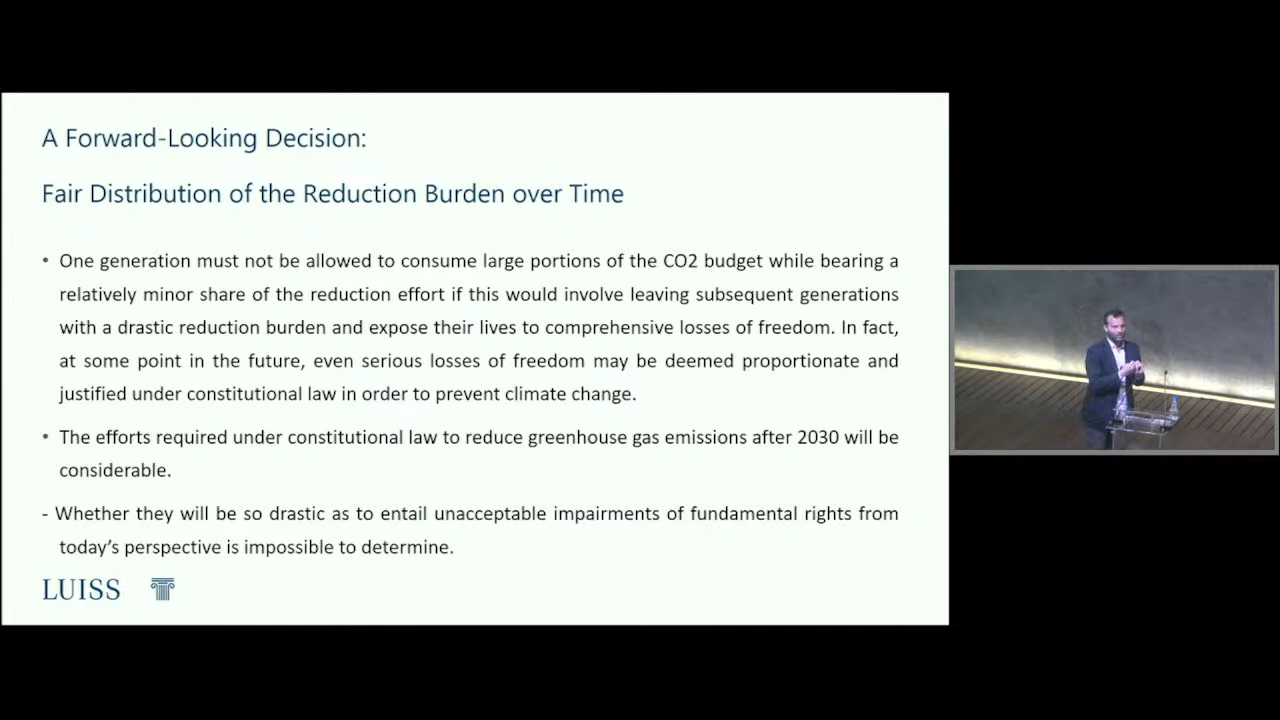 A Forward-Looking Decision:
Fair Distribution of the Reduction Burden over Time
• One generation must not be allowed to consume large portions of the CO2 budget while bearing a
relatively minor share of the reduction effort if this would involve leaving subsequent generations
with a drastic reduction burden and expose their lives to comprehensive losses of freedom. In fact,
at some point in the future, even serious losses of freedom may be deemed proportionate and
justified under constitutional law in order to prevent climate change.
• The efforts required under constitutional law to reduce greenhouse gas emissions after 2030 will be
considerable.
- Whether they will be so drastic as to entail unacceptable impairments of fundamental rights from
today’s perspective is impossible to determine.
LUISS